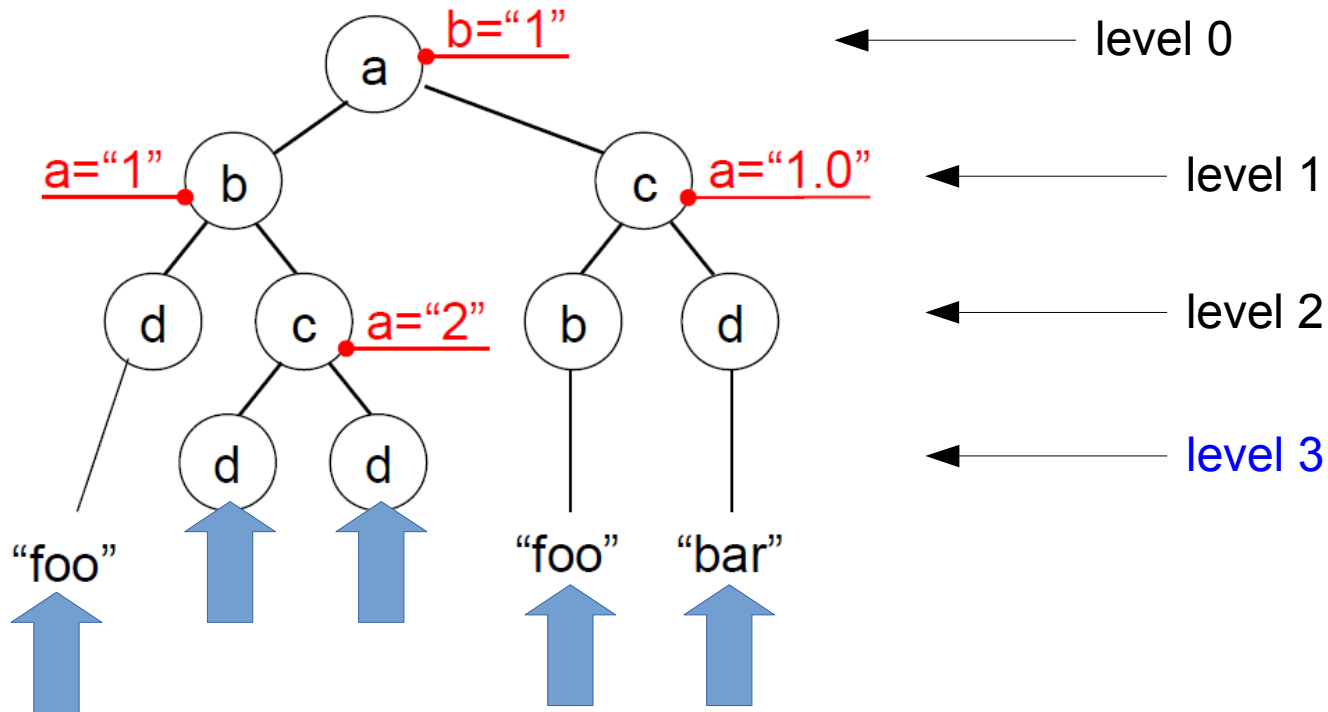 b=“1”
a
level 0
a=“1”
b
c
a=“1.0”
level 1
d
c
a=“2”
b
d
level 2
d
d
level 3
“foo”
“foo”
“bar”